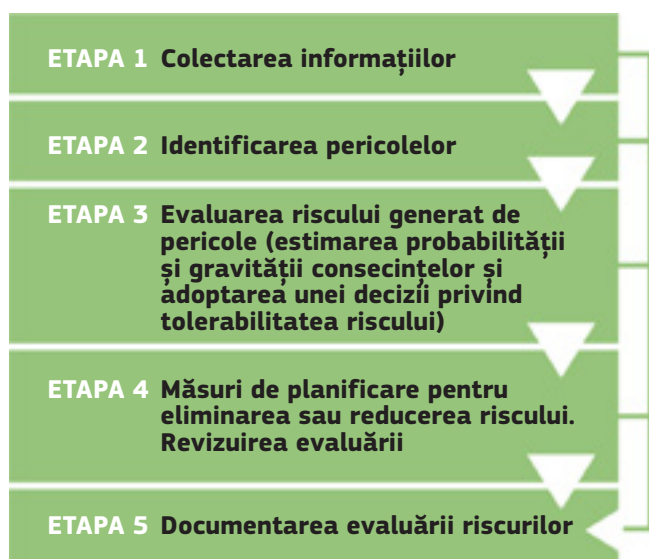 ETAPA 1 Colectarea informațiilor
ETAPA 2 Identificarea pericolelor
ETAPA 3 Evaluarea riscului generat de
pericole (estimarea probabilității
și gravității consecințelor și
adoptarea unei decizii privind
tolerabilitatea riscului)
ETAPA 4 Măsuri de planificare pentru
eliminarea sau reducerea riscului.
Revizuirea evaluării
ETAPA 5 Documentarea evaluării riscurilor